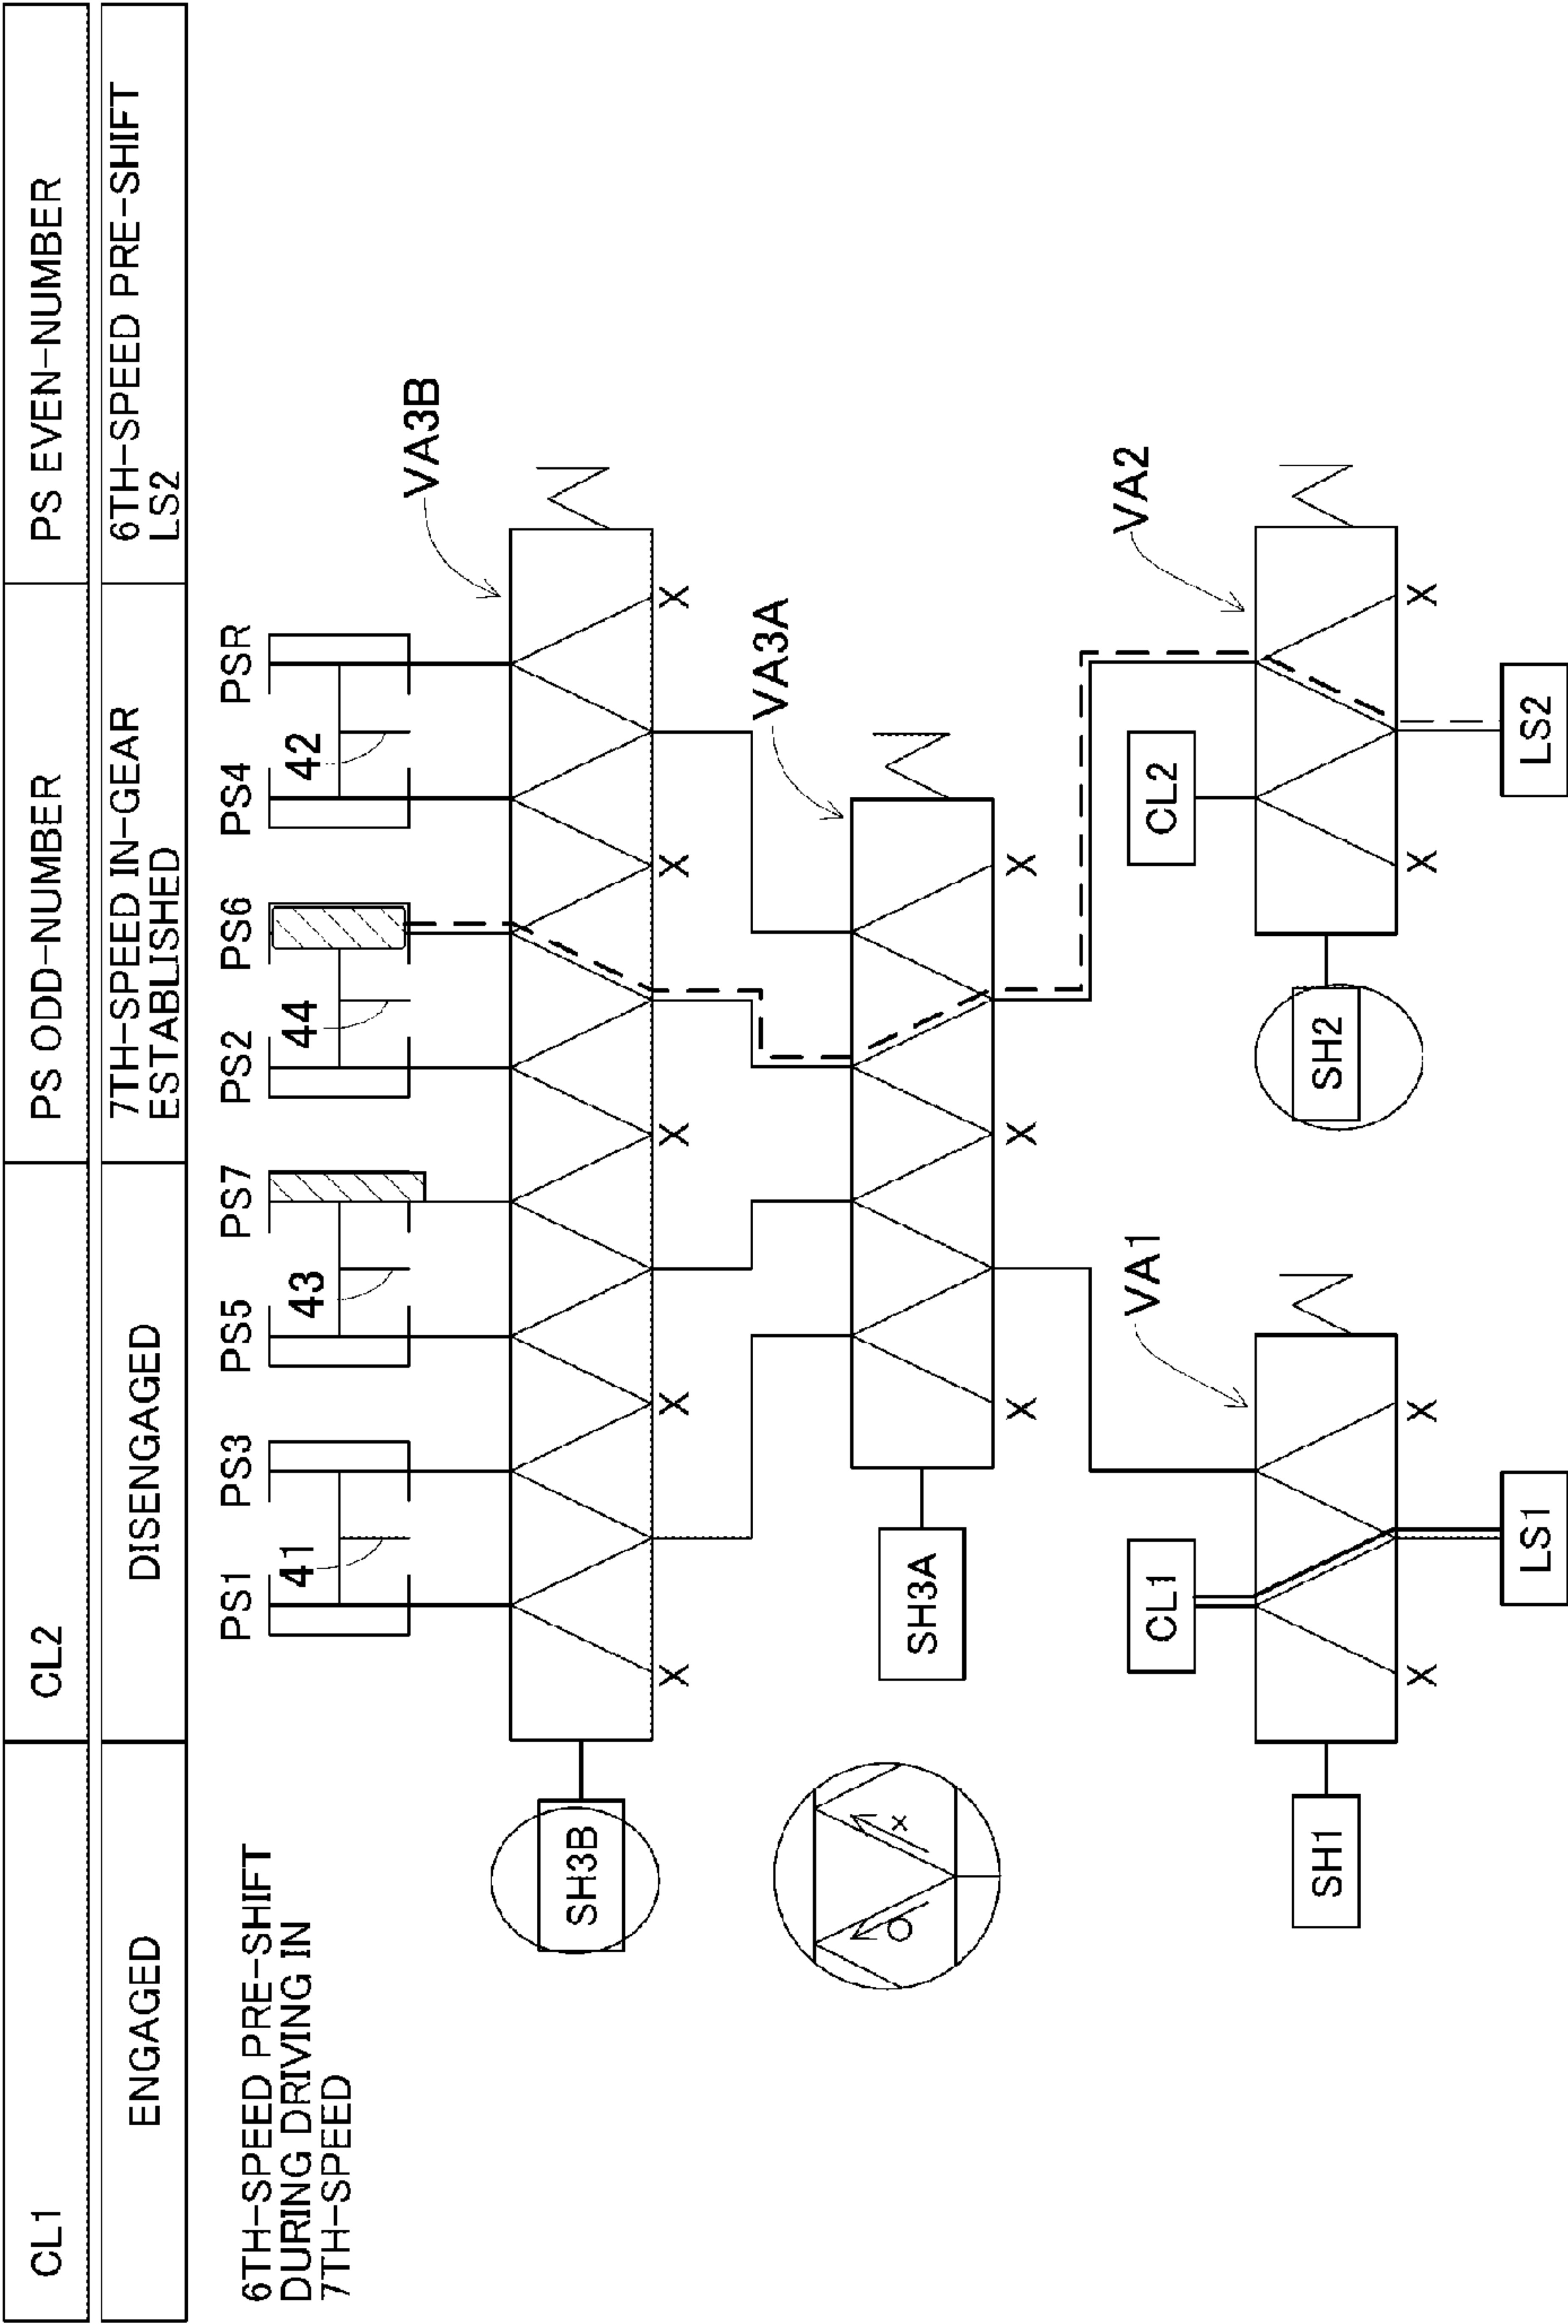 CL1
CL2
PS ODD-NUMBER
PS EVEN-NUMBER
ENGAGED
DISENGAGED
7TH-SPEED IN-GEAR
ESTABLISHED
6TH-SPEED PRE-SHIFT
LS2
6TH-SPEED PRE-SHIFT
DURING DRIVING IN
7TH-SPEED
PS1
PS3
PS5
PS7
PS2
PS6
PS4
PSR
41
43
44
42
VA3B
SH3B
X
X
X
X
X
VA3A
SH3A
X
X
X
O
X
VA1
VA2
CL1
CL2
SH1
SH2
X
X
X
X
LS1
LS2